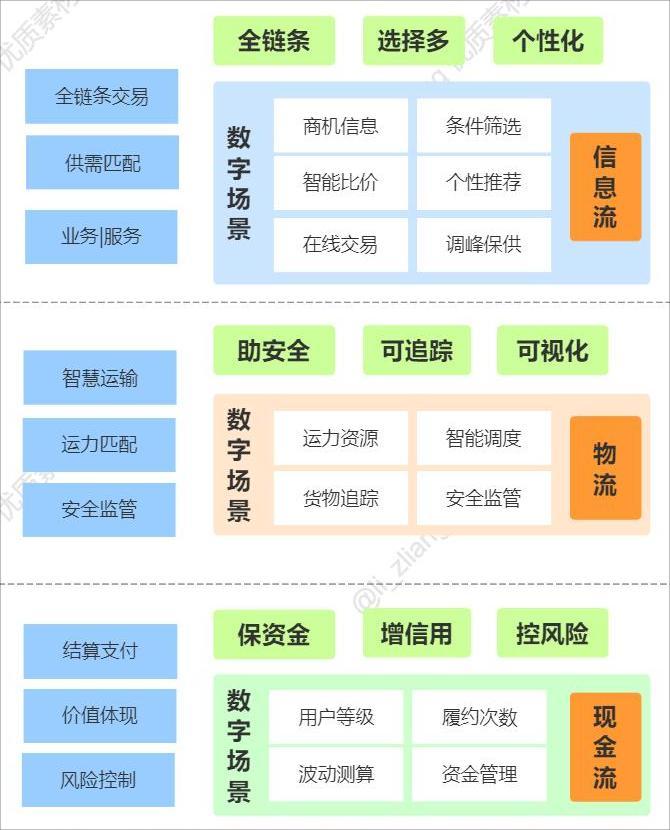 全链条
选择多
个性化
全链条交易
供需匹配
业务|服务
数字场景
商机信息
条件筛选
智能比价
个性推荐
在线交易
调峰保供
信息流
助安全
可追踪
可视化
智慧运输
运力匹配
安全监管
数字场景
运力资源
智能调度
货物追踪
安全监管
物流
保资金
增信用
控风险
结算支付
价值体现
风险控制
数字场景
用户等级
履约次数
波动测算
资金管理
现金流